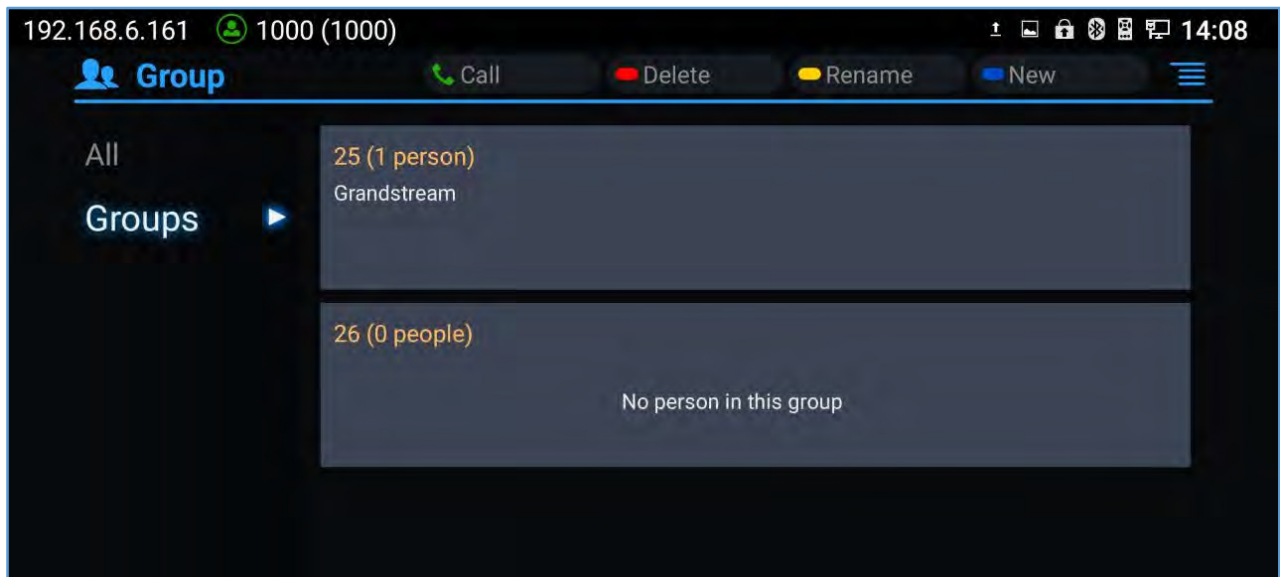 192.168.6.161 1000 (1000) 14:08
Group Call Delete Rename New
All
Groups
25 (1 person)
Grandstream
26 (0 people)
No person in this group